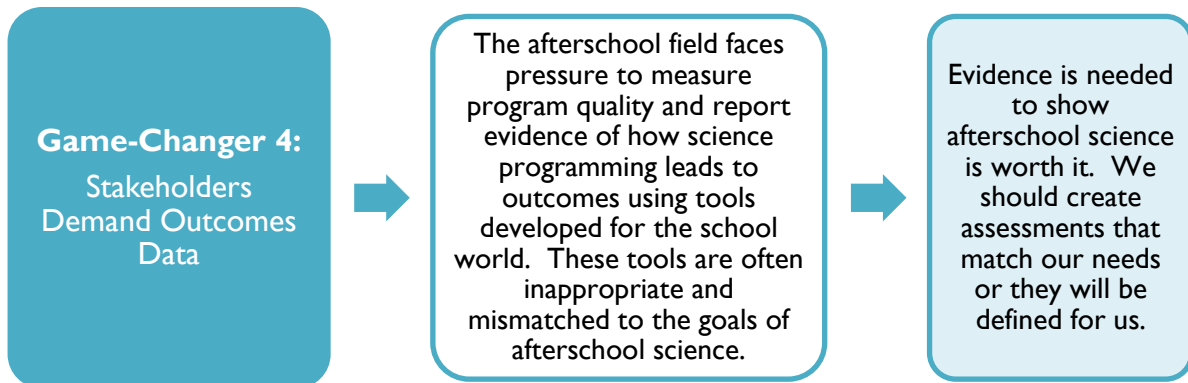 Game-Changer 4:
Stakeholders
Demand Outcomes
Data
The afterschool field faces
pressure to measure
program quality and report
evidence of how science
programming leads to
outcomes using tools
developed for the school
world.  These tools are often
inappropriate and
mismatched to the goals of
afterschool science.
Evidence is needed
to show
afterschool science
is worth it.  We
should create
assessments that
match our needs
or they will be
defined for us.